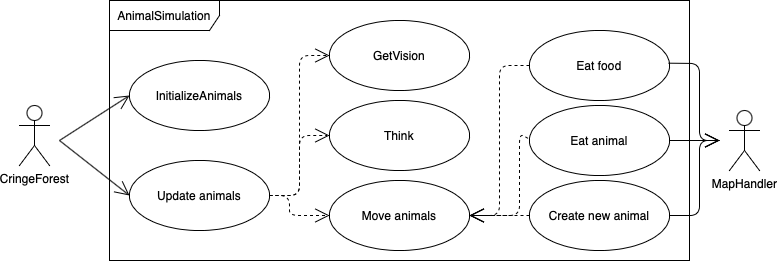 AnimalSimulation
GetVision
Eat food
InitializeAnimals
Think
Eat animal
CringeForest
MapHandler
Update animals
Move animals
Create new animal